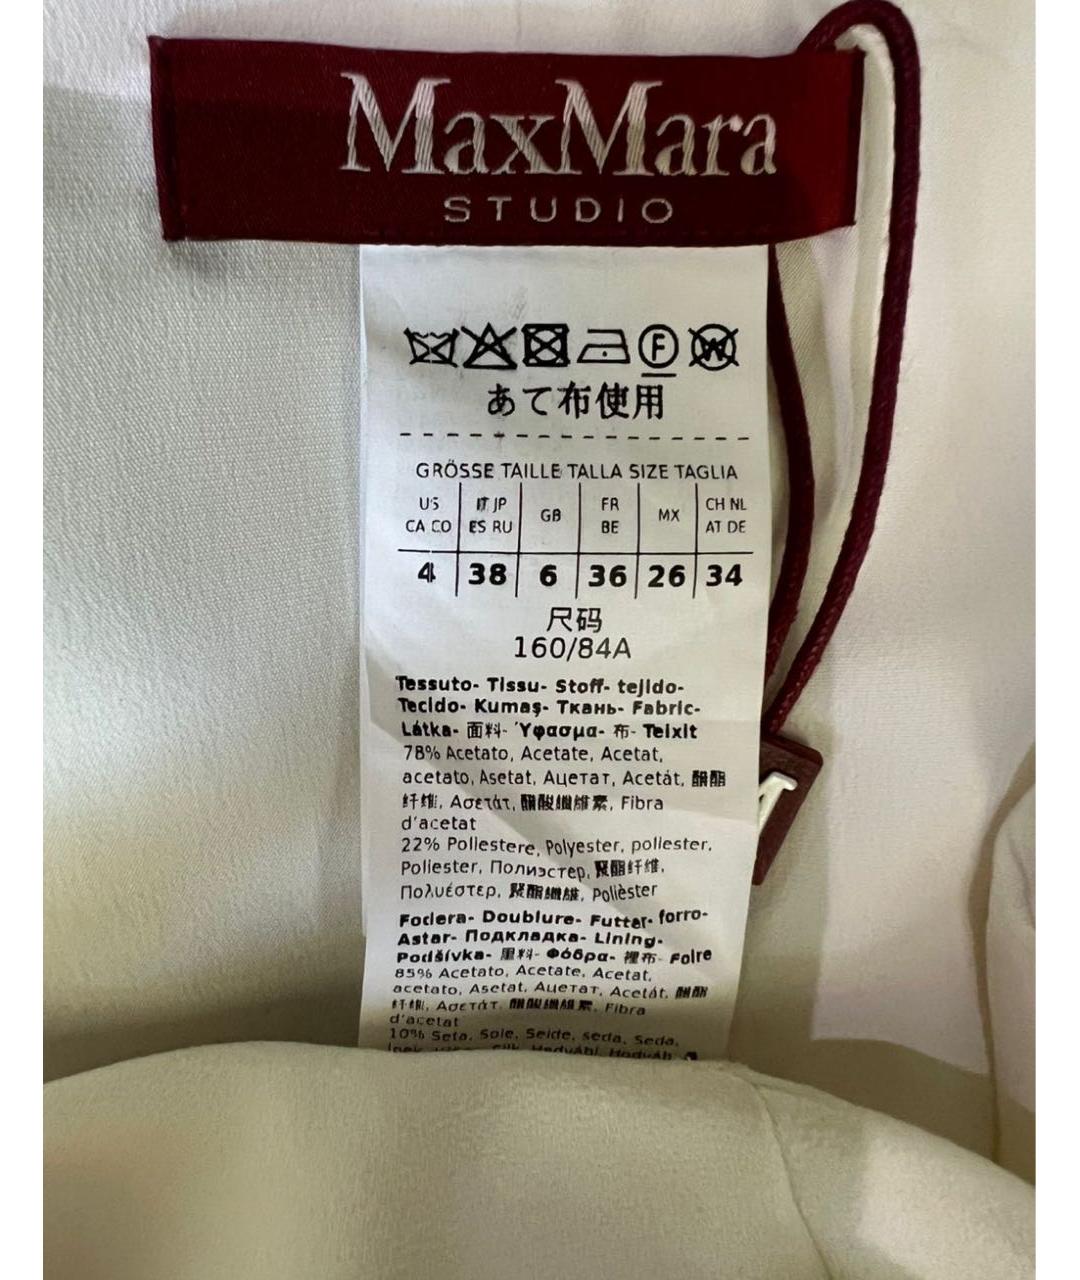 MaxMara
STUDIO
F W
あて布使用
GRÖSSE TAILLE TALLA SIZE TAGLIA
US CA CO IT JP ES RU GB FR BE MX CH NL AT DE
4 38 6 36 26 34
尺码
160/84A
Tessuto- Tissu- Stoff- tejido-
Tecido- Kumaş- Ткань- Fabric-
Látka- 面料- Ύφασμα- 布- Teixit
78% Acetato, Acetate, Acetat,
acetato, Asetat, Ацетат, Acetát, 醋酯
纤维, Ασετάτ, 醋酸纖維素, Fibra
d'acetat
22% Poliestere, Polyester, poliester,
Poliester, Полиэстер, 聚酯纤维,
Πολυέστερ, 聚酯纖維, Polièster
Fodera- Doublure- Futter- forro-
Astar- Подкладка- Lining-
Podšívka- 里料- Φόδρα- 裡布- Folre
85% Acetato, Acetate, Acetat,
acetato, Asetat, Ацетат, Acetát, 醋酯
纤维, Ασετάτ, 醋酸纖維素, Fibra
d'acetat
10% Seta, Soie, Seide, seda, Seda,